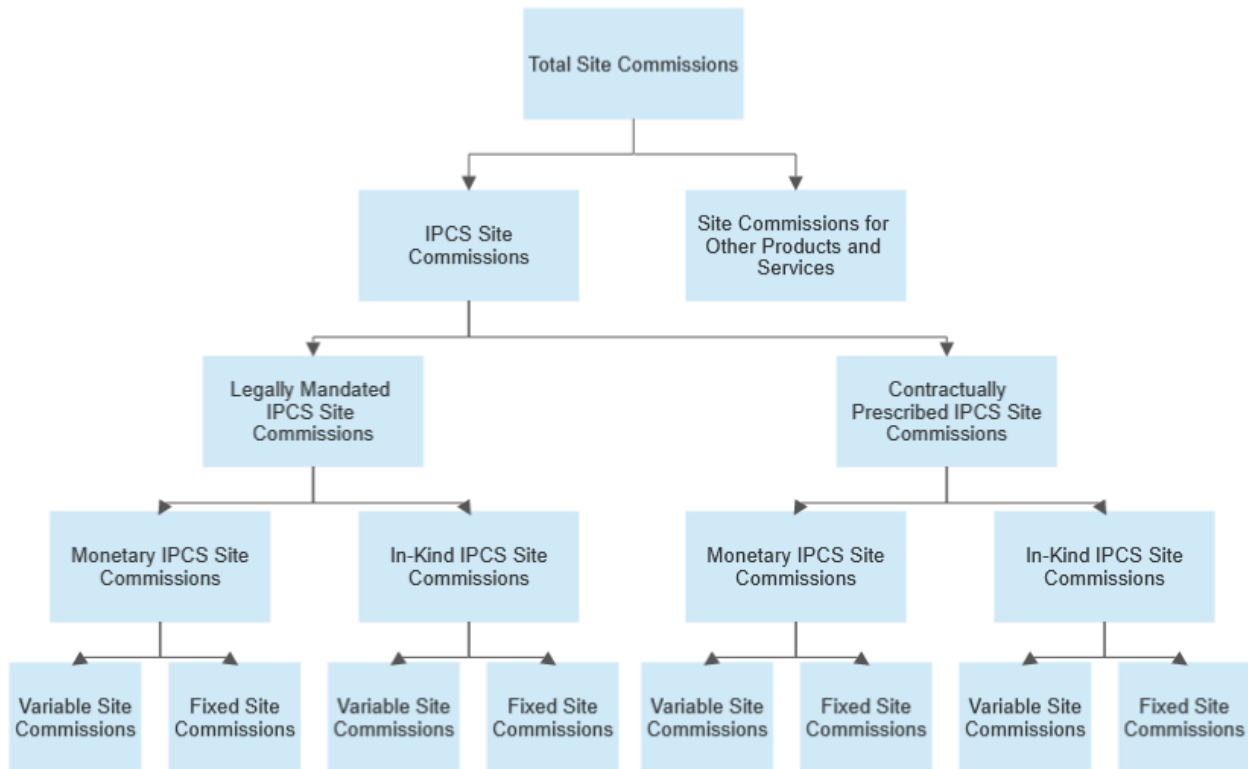 Total Site Commissions
IPCS Site
Commissions
Site Commissions for
Other Products and
Services
Legally Mandated
IPCS Site
Commissions
Contractually
Prescribed IPCS Site
Commissions
Monetary IPCS Site
Commissions
In-Kind IPCS Site
Commissions
Monetary IPCS Site
Commissions
In-Kind IPCS Site
Commissions
Variable Site
Commissions
Fixed Site
Commissions
Variable Site
Commissions
Fixed Site
Commissions
Variable Site
Commissions
Fixed Site
Commissions
Variable Site
Commissions
Fixed Site
Commissions